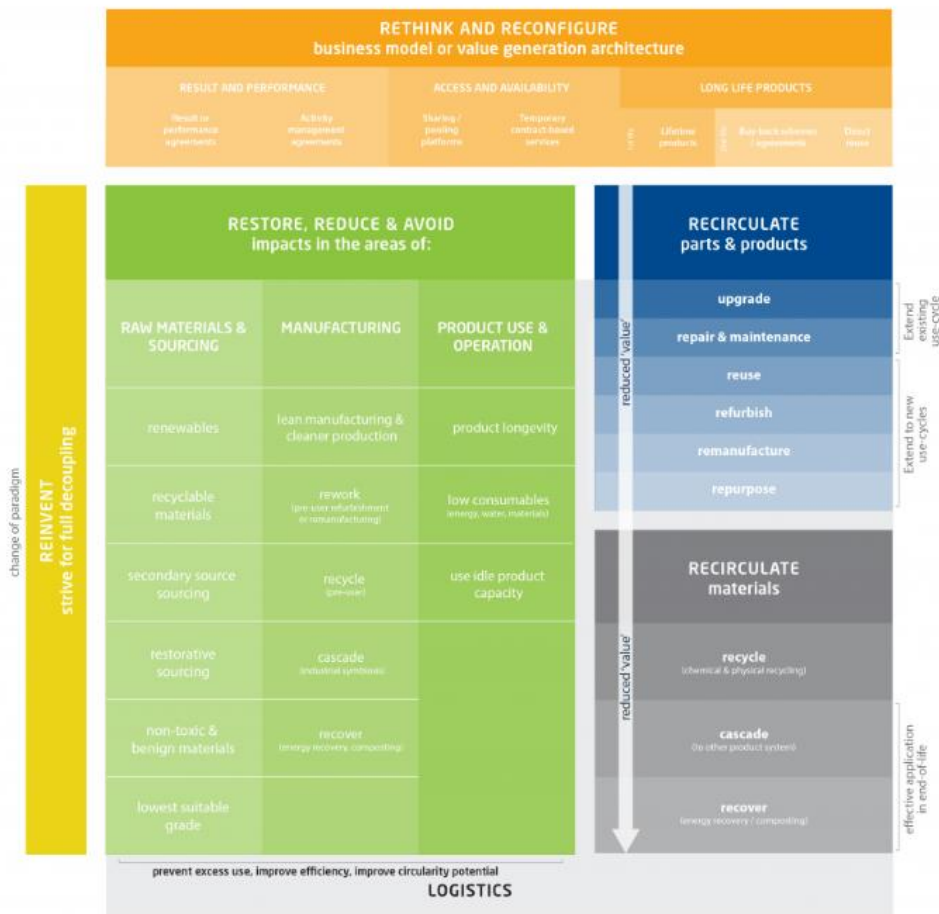 RETHINK AND RECONFIGURE
business model or value generation architecture
RESULT AND PERFORMANCE
ACCESS AND AVAILABILITY
LONG LIFE PRODUCTS
Result or
performance
agreements
Activity
management
agreements
Sharing /
pooling
platforms
Temporary
contract-based
services
Lifetime
products
Buy-back schemes
/ agreements
Direct
reuse
change of paradigm
REINVENT
strive for full decoupling
RESTORE, REDUCE & AVOID
impacts in the areas of:
RAW MATERIALS &
SOURCING
MANUFACTURING
PRODUCT USE &
OPERATION
renewables
lean manufacturing &
cleaner production
product longevity
recyclable
materials
rework
(pre-user refurbishment
or remanufacturing)
low consumables
(energy, water, materials)
secondary source
sourcing
recycle
(pre-user)
use idle product
capacity
restorative
sourcing
cascade
(industrial symbiosis)
non-toxic &
benign materials
recover
(energy recovery, composting)
lowest suitable
grade
prevent excess use, improve efficiency, improve circularity potential
LOGISTICS
reduced 'value'
reduced 'value'
RECIRCULATE
parts & products
upgrade
repair & maintenance
reuse
refurbish
remanufacture
repurpose
Extend
existing
use-cycle
Extend to new
use-cycles
RECIRCULATE
materials
recycle
(chemical & physical recycling)
cascade
(to other product system)
recover
(energy recovery / composting)
effective application
in end-of-life